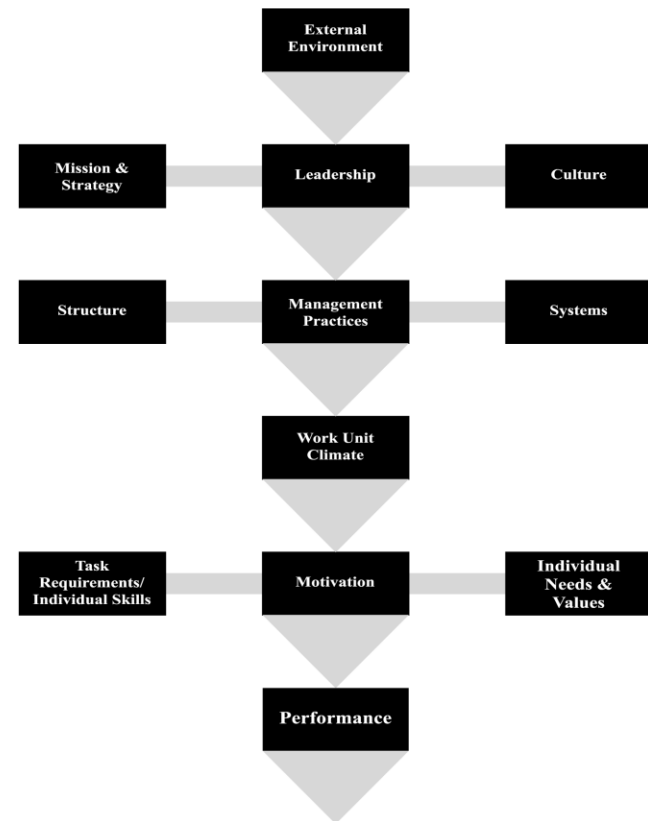 External
Environment
Mission &
Strategy
Leadership
Culture
Structure
Management
Practices
Systems
Work Unit
Climate
Task
Requirements/
Individual Skills
Motivation
Individual
Needs &
Values
Performance